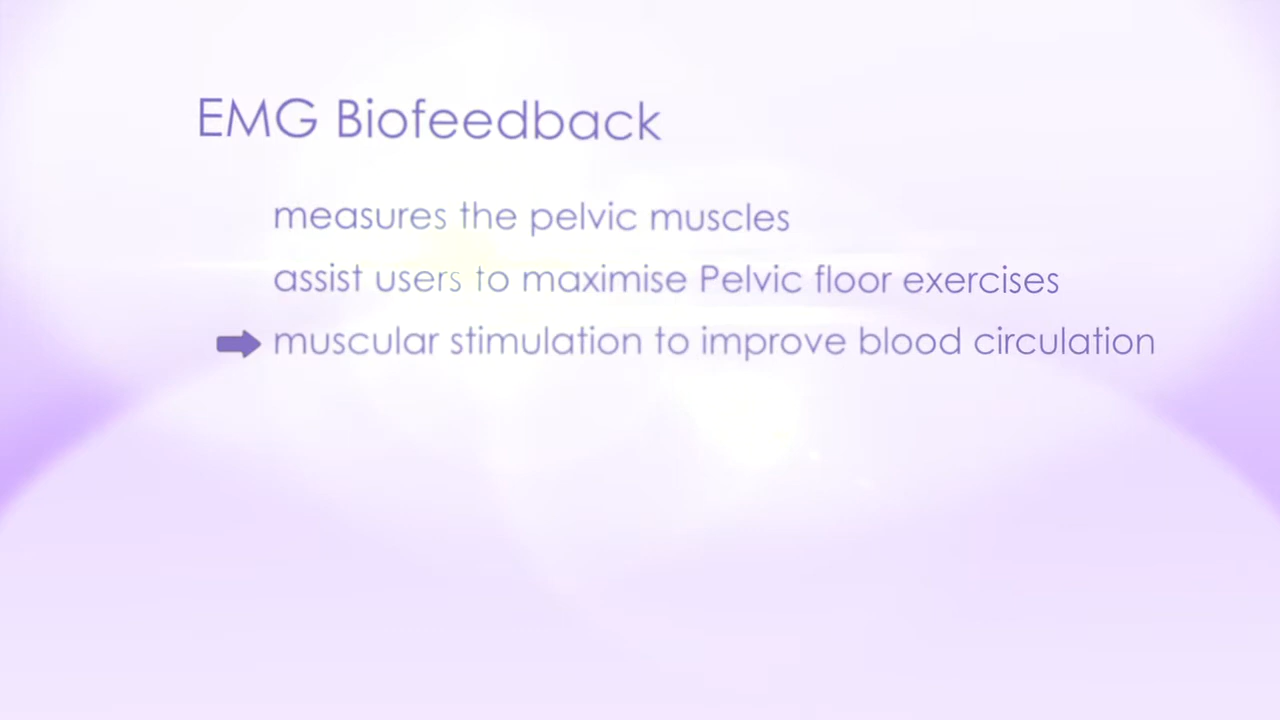 EMG Biofeedback
measures the pelvic muscles
assist users to maximise Pelvic floor exercises
muscular stimulation to improve blood circulation